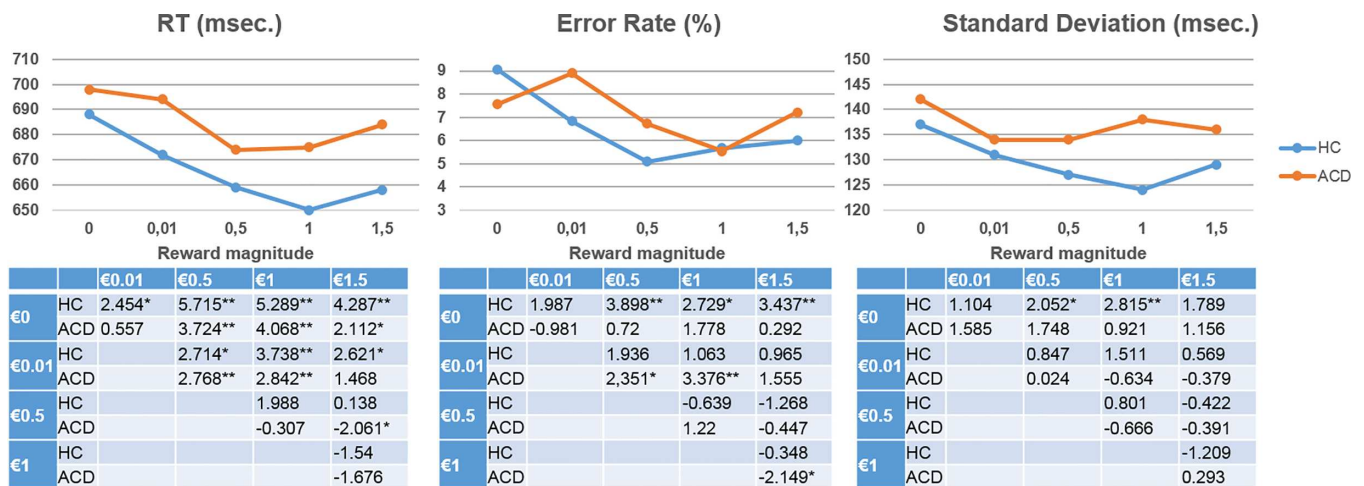 RT (msec.)
710
700
690
680
670
660
650
0 0,01 0,5 1 1,5
Reward magnitude
Error Rate (%)
9
8
7
6
5
4
3
0 0,01 0,5 1 1,5
Reward magnitude
Standard Deviation (msec.)
150
145
140
135
130
125
120
0 0,01 0,5 1 1,5
Reward magnitude
HC
ACD
€0.01 €0.5 €1 €1.5
€0 HC 2.454* 5.715** 5.289** 4.287**
ACD 0.557 3.724** 4.068** 2.112*
€0.01 HC 2.714* 3.738** 2.621*
ACD 2.768** 2.842** 1.468
€0.5 HC 1.988 0.138
ACD -0.307 -2.061*
€1 HC -1.54
ACD -1.676
€0.01 €0.5 €1 €1.5
€0 HC 1.987 3.898** 2.729* 3.437**
ACD -0.981 0.72 1.778 0.292
€0.01 HC 1.936 1.063 0.965
ACD 2,351* 3.376** 1.555
€0.5 HC -0.639 -1.268
ACD 1.22 -0.447
€1 HC -0.348
ACD -2.149*
€0.01 €0.5 €1 €1.5
€0 HC 1.104 2.052* 2.815** 1.789
ACD 1.585 1.748 0.921 1.156
€0.01 HC 0.847 1.511 0.569
ACD 0.024 -0.634 -0.379
€0.5 HC 0.801 -0.422
ACD -0.666 -0.391
€1 HC -1.209
ACD 0.293